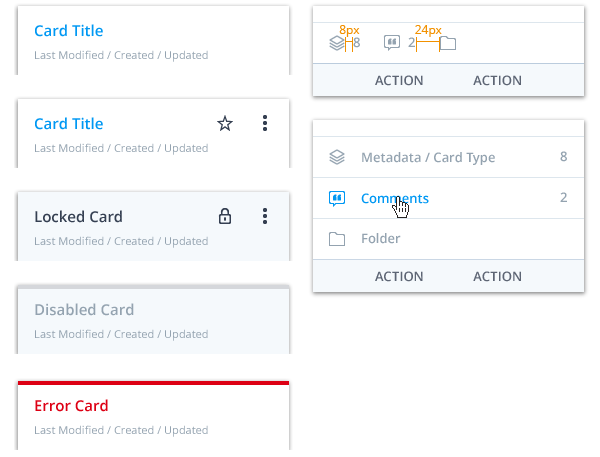 Card Title
Last Modified / Created / Updated
Card Title
Last Modified / Created / Updated
Locked Card
Last Modified / Created / Updated
Disabled Card
Last Modified / Created / Updated
Error Card
Last Modified / Created / Updated
8px 24px
8 2
ACTION ACTION
Metadata / Card Type 8
Comments 2
Folder
ACTION ACTION